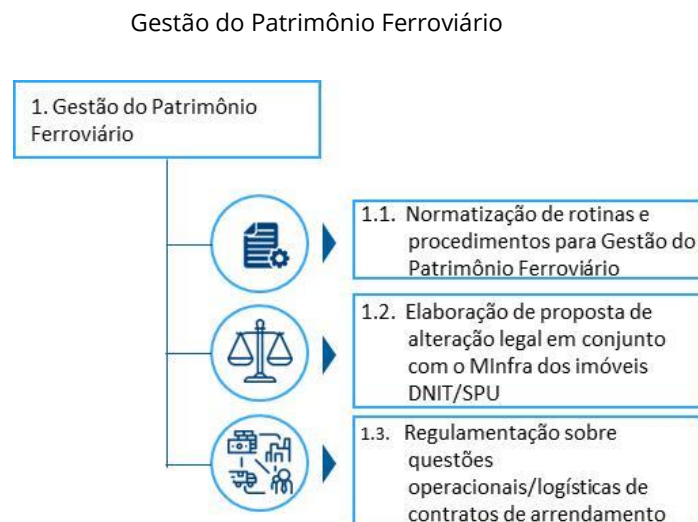 Gestão do Patrimônio Ferroviário
1. Gestão do Patrimônio
Ferroviário
1.1. Normatização de rotinas e
procedimentos para Gestão do
Patrimônio Ferroviário
1.2. Elaboração de proposta de
alteração legal em conjunto
com o MInfra dos imóveis
DNIT/SPU
1.3. Regulamentação sobre
questões
operacionais/logísticas de
contratos de arrendamento